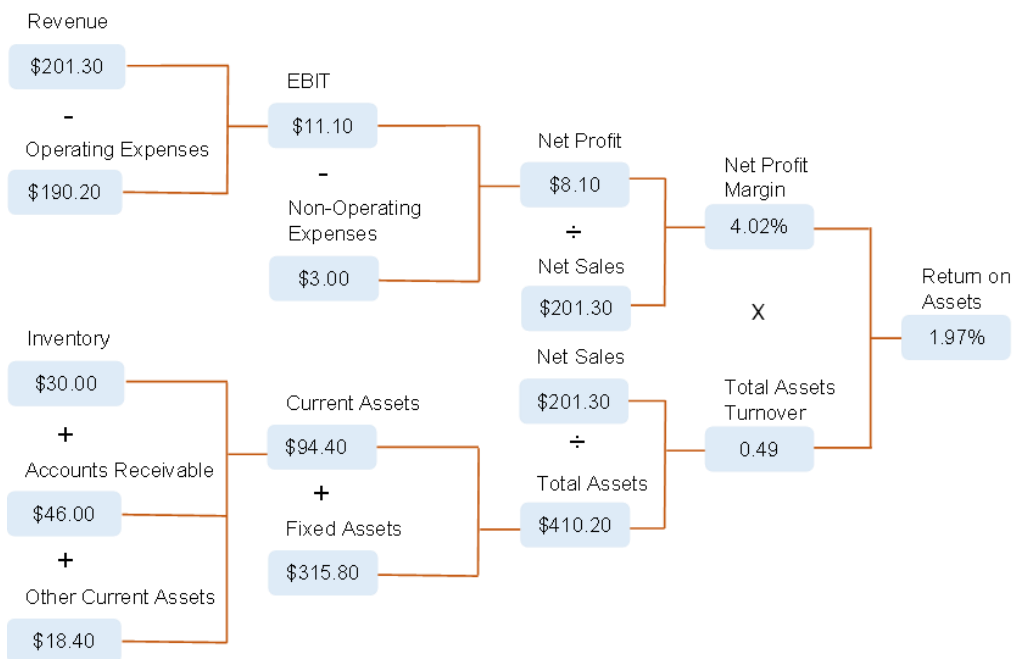 Revenue
$201.30
-
Operating Expenses
$190.20
EBIT
$11.10
-
Non-Operating
Expenses
$3.00
Net Profit
$8.10
÷
Net Sales
$201.30
Net Profit
Margin
4.02%
X
Return on
Assets
1.97%
Inventory
$30.00
+
Accounts Receivable
$46.00
+
Other Current Assets
$18.40
Current Assets
$94.40
+
Fixed Assets
$315.80
Net Sales
$201.30
÷
Total Assets
$410.20
Total Assets
Turnover
0.49